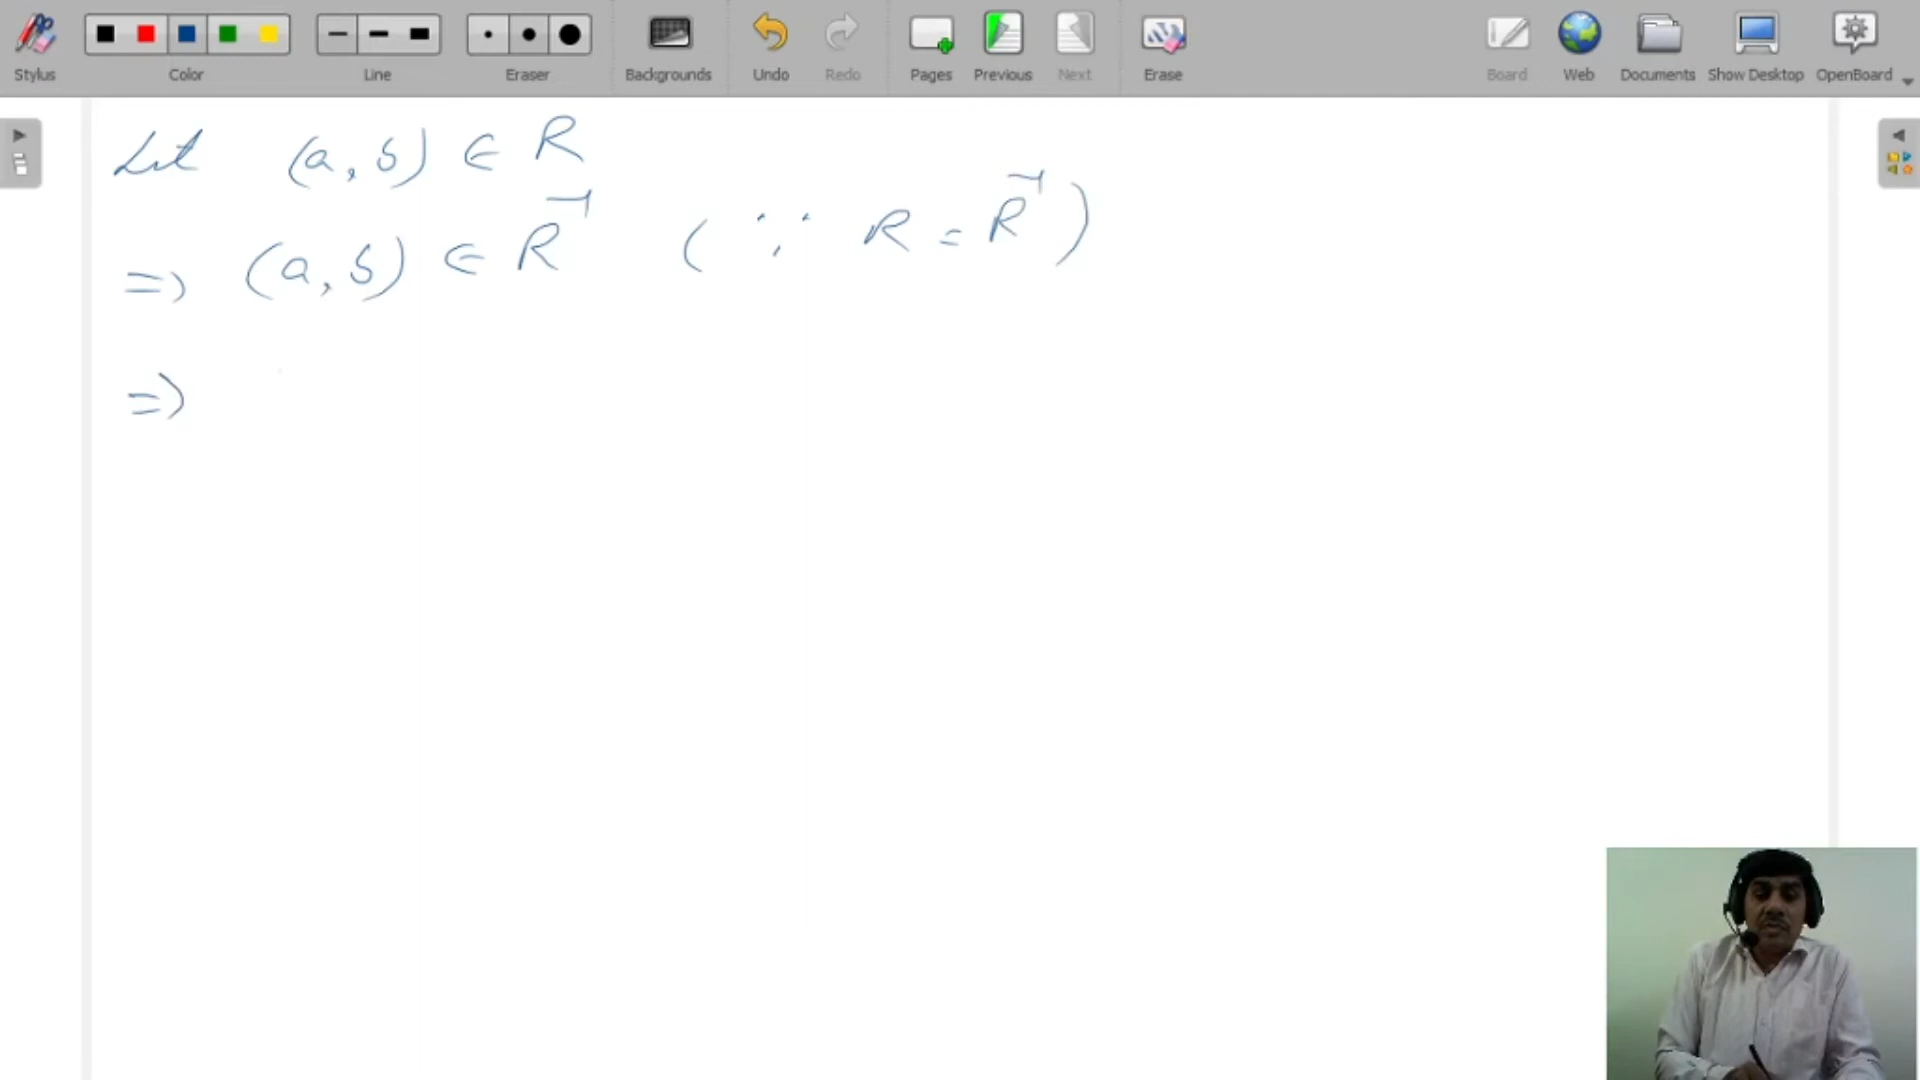 Stylus Color Line Eraser Backgrounds Undo Redo Pages Previous Next Erase Board Web Documents Show Desktop OpenBoard
Let (a, b) ∈ R
⇒ (a, b) ∈ R⁻¹ (∵ R = R⁻¹)
⇒